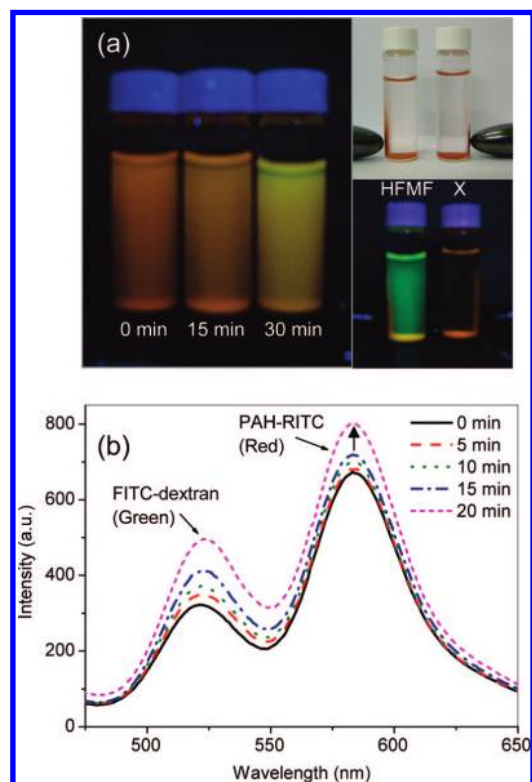 (a)
0 min 15 min 30 min
HFMF X
(b)
PAH-RITC
(Red)
FITC-dextran
(Green)
0 min
5 min
10 min
15 min
20 min
800
600
400
200
0
Intensity (a.u.)
500 550 600 650
Wavelength (nm)